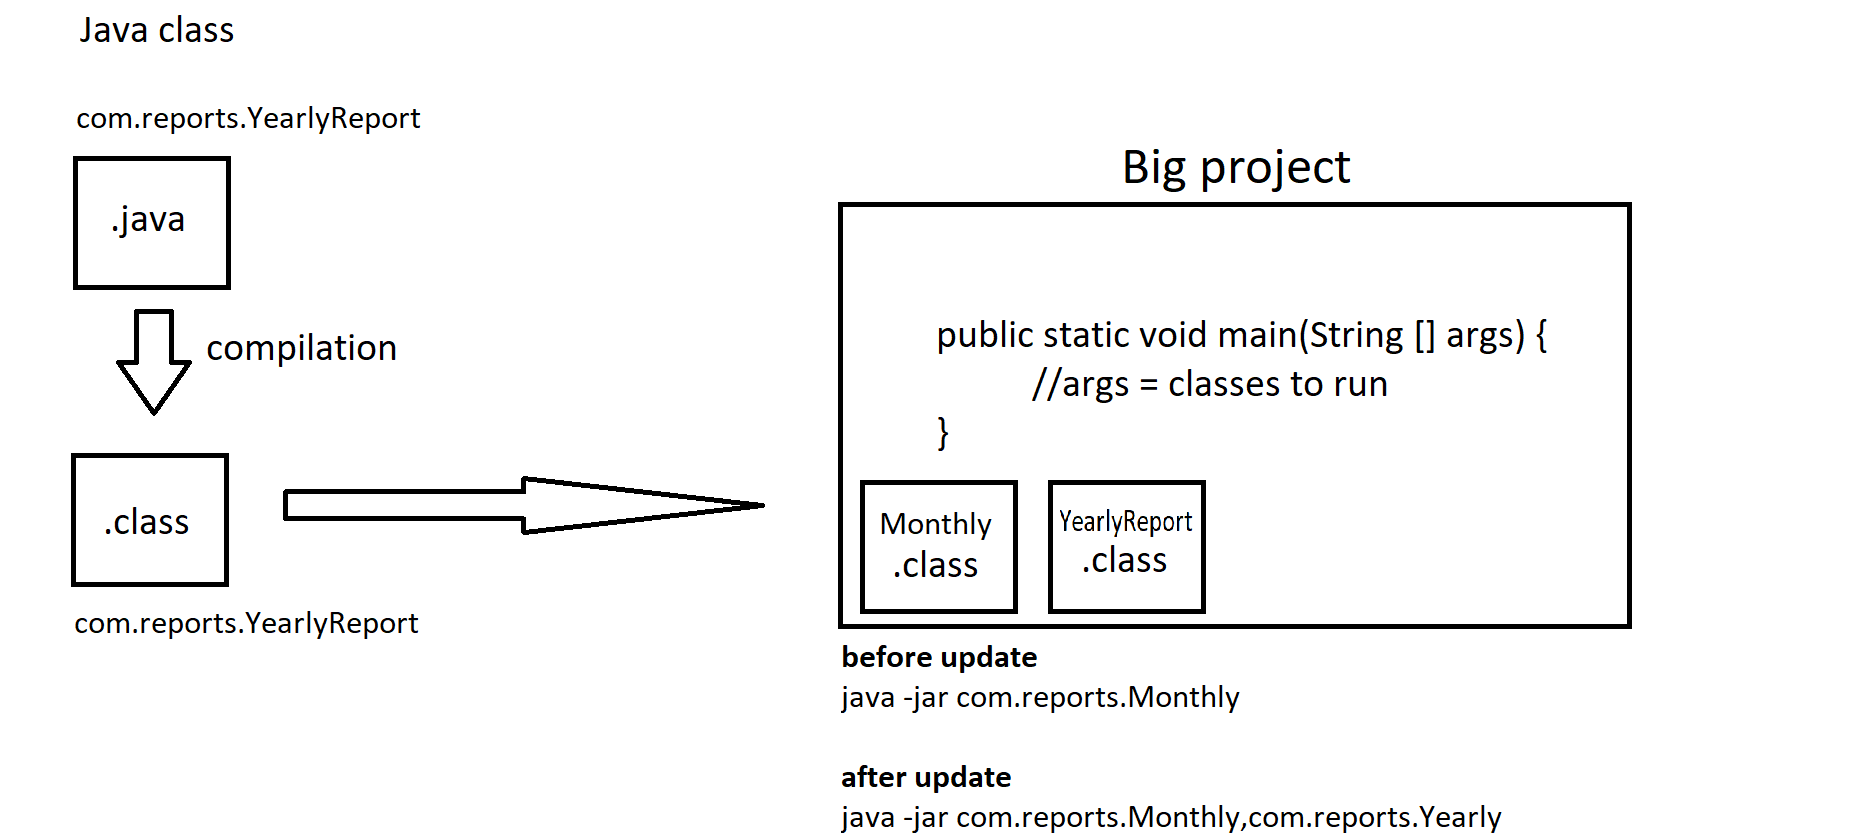 Java class
com.reports.YearlyReport
.java
compilation
.class
com.reports.YearlyReport
Big project
public static void main(String [] args) {
//args = classes to run
}
Monthly
.class
YearlyReport
.class
before update
java -jar com.reports.Monthly
after update
java -jar com.reports.Monthly,com.reports.Yearly